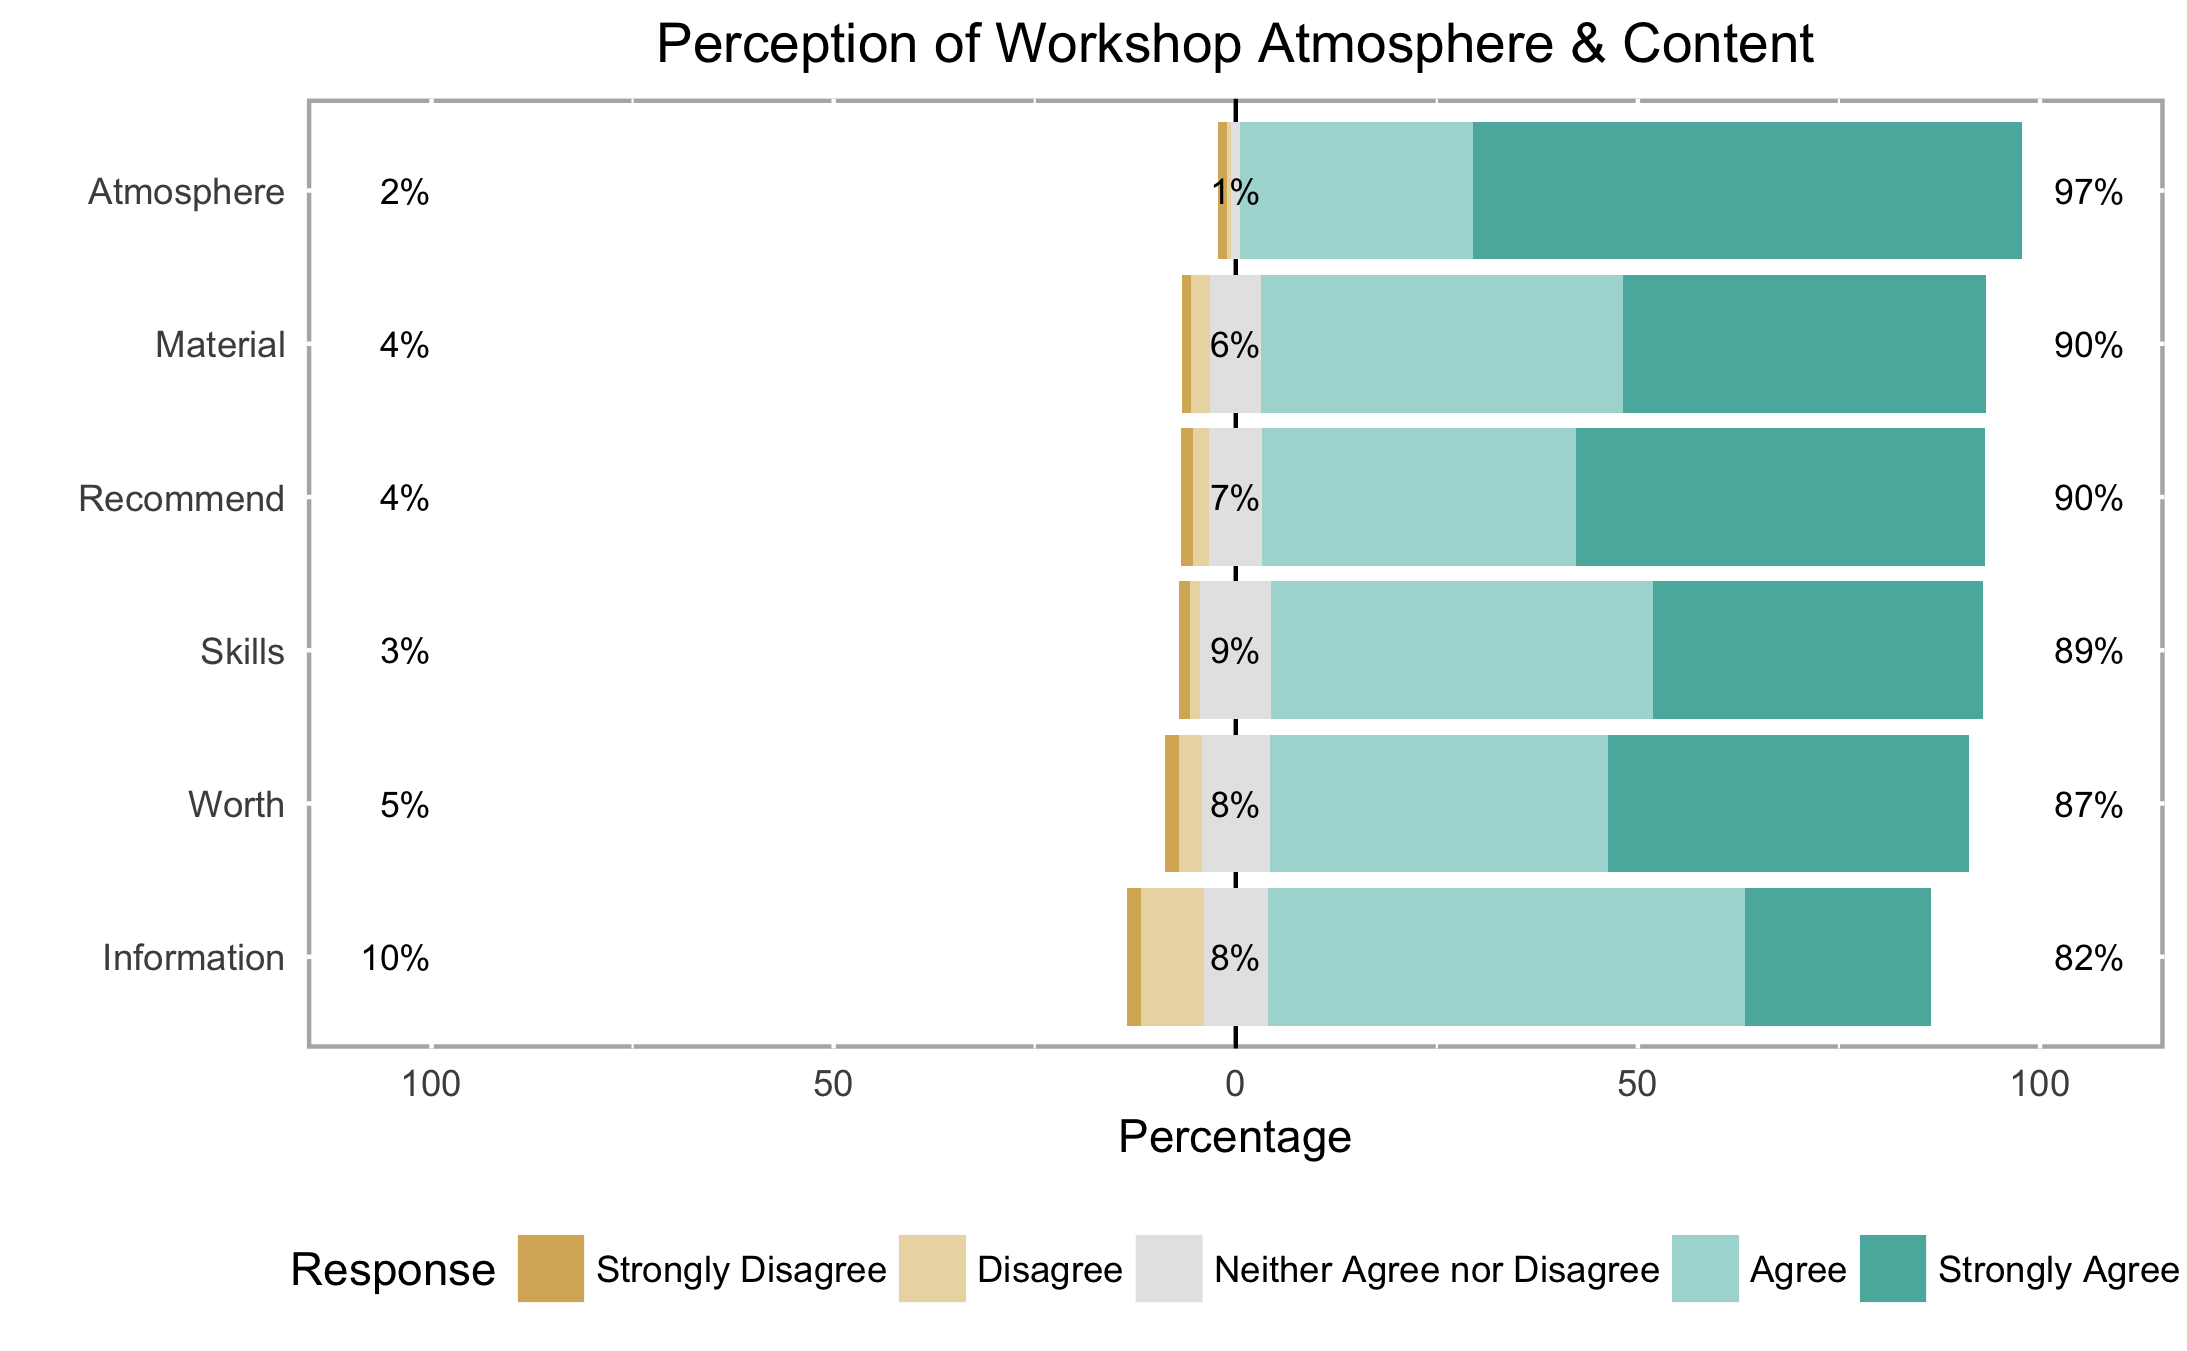 Perception of Workshop Atmosphere & Content
Atmosphere 2% 1% 97%
Material 4% 6% 90%
Recommend 4% 7% 90%
Skills 3% 9% 89%
Worth 5% 8% 87%
Information 10% 8% 82%
100 50 0 50 100
Percentage
Response Strongly Disagree Disagree Neither Agree nor Disagree Agree Strongly Agree